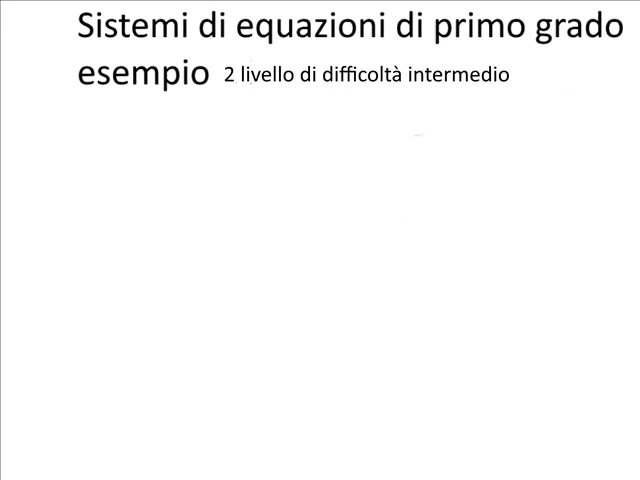 Sistemi di equazioni di primo grado
esempio 2 livello di difficoltà intermedio